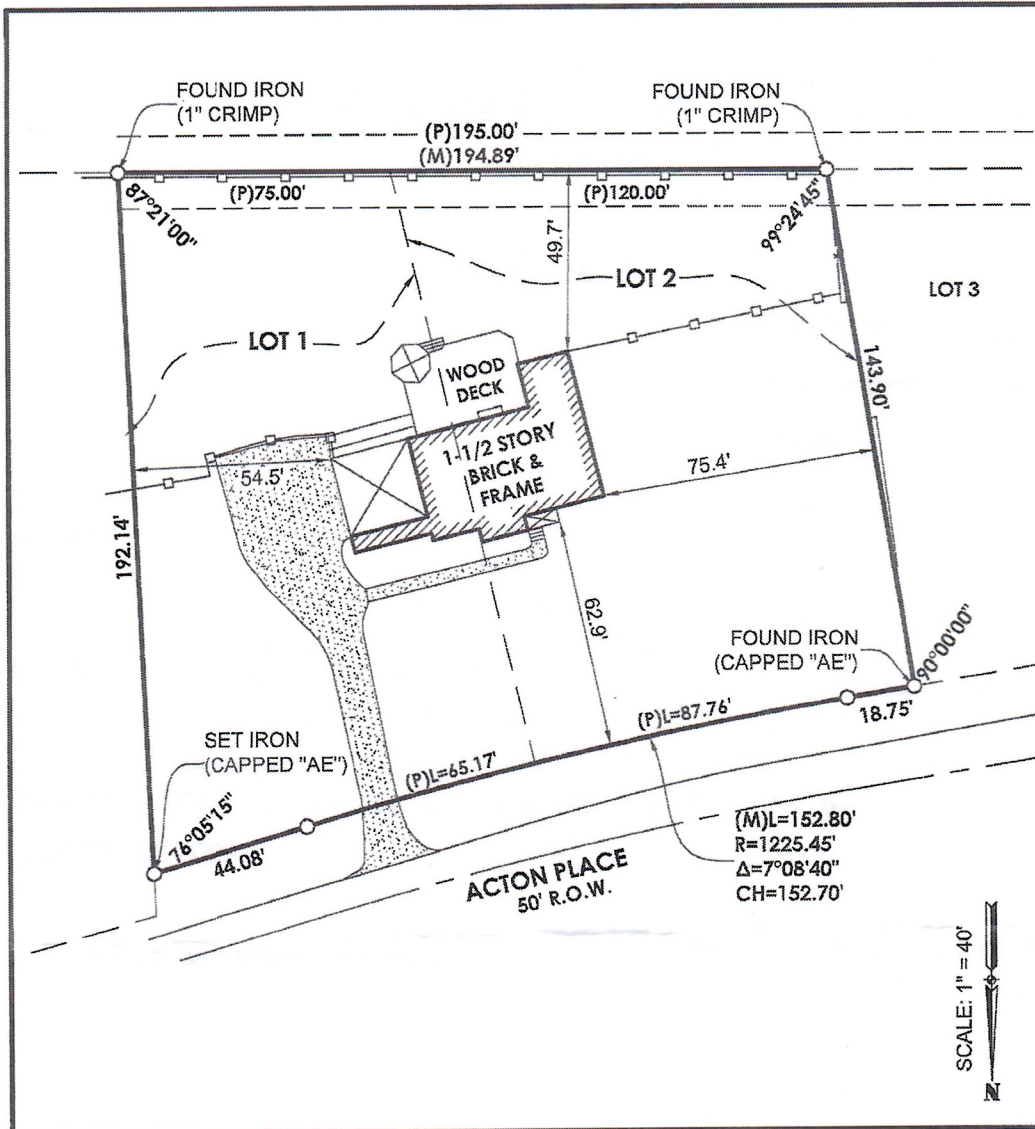 FOUND IRON
(1" CRIMP)
FOUND IRON
(1" CRIMP)
(P)195.00'
(M)194.89'
(P)75.00'
(P)120.00'
87°21'00"
99°24'45"
49.7'
LOT 2
LOT 3
LOT 1
WOOD
DECK
143.90'
1-1/2 STORY
BRICK &
FRAME
54.5'
75.4'
192.14'
62.9'
FOUND IRON
(CAPPED "AE")
90°00'00"
18.75'
(P)L=87.76'
SET IRON
(CAPPED "AE")
(P)L=65.17'
76°05'15"
44.08'
(M)L=152.80'
R=1225.45'
Δ=7°08'40"
CH=152.70'
ACTON PLACE
50' R.O.W.
SCALE: 1" = 40'
N